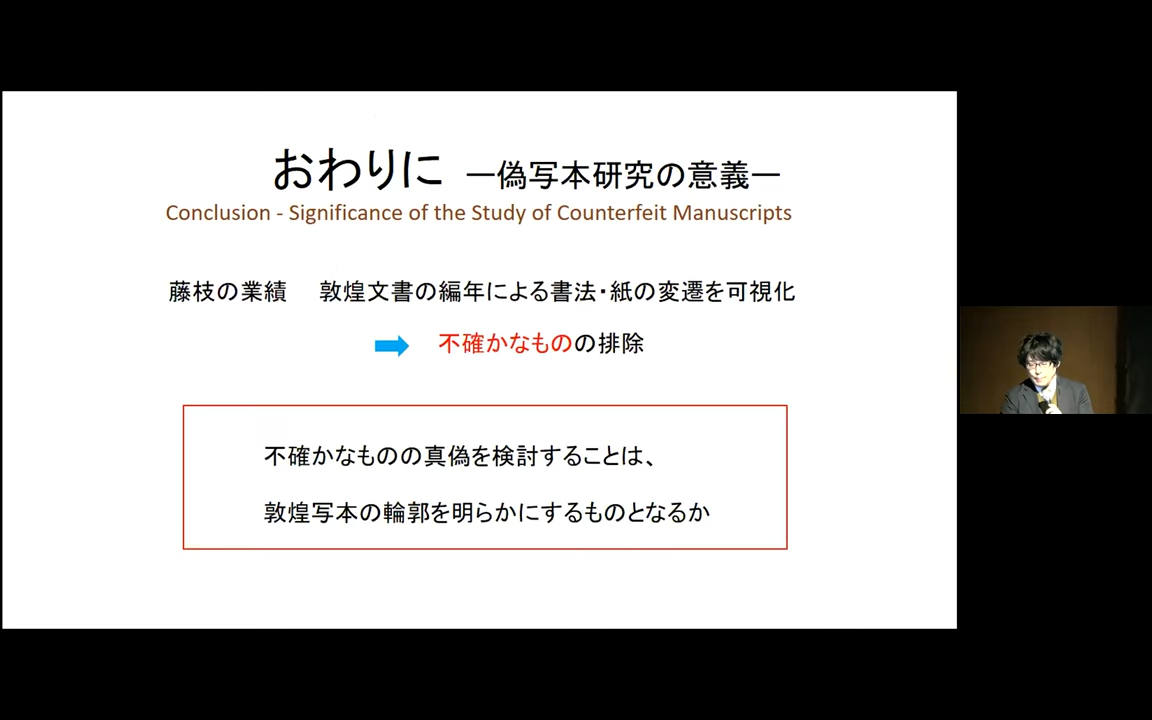 おわりに ―偽写本研究の意義―
Conclusion - Significance of the Study of Counterfeit Manuscripts
藤枝の業績 敦煌文書の編年による書法・紙の変遷を可視化
不確かなものの排除
不確かなものの真偽を検討することは、
敦煌写本の輪郭を明らかにするものとなるか